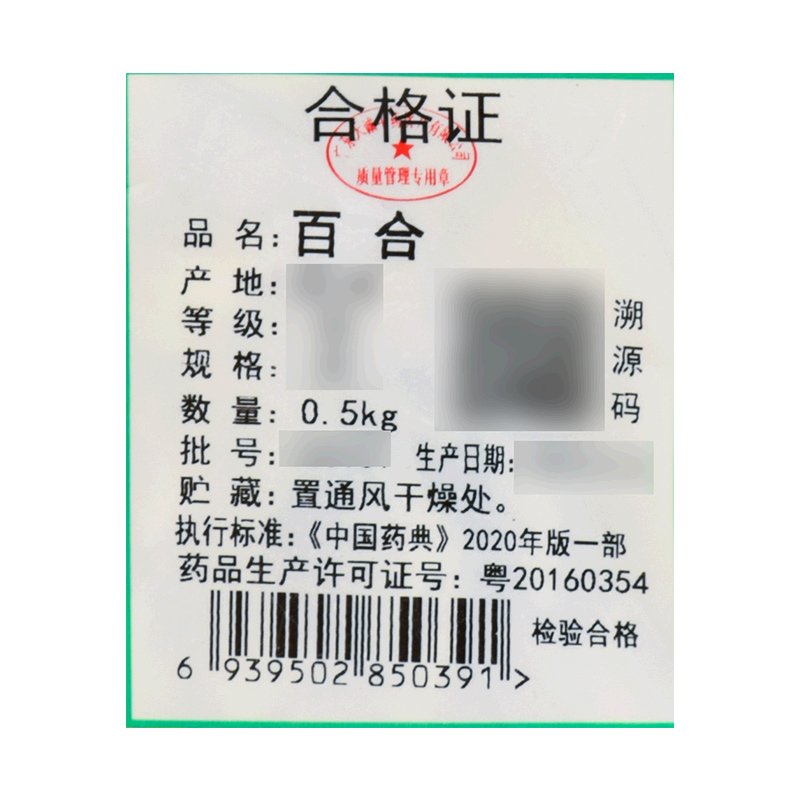 合格证
质量管理专用章
品 名：百 合
产 地：
等 级：
规 格：
数 量：0.5kg
溯源码
批 号： 生产日期：
贮 藏：置通风干燥处。
执行标准：《中国药典》2020年版一部
药品生产许可证号：粤20160354
检验合格
6 939502 850391 >